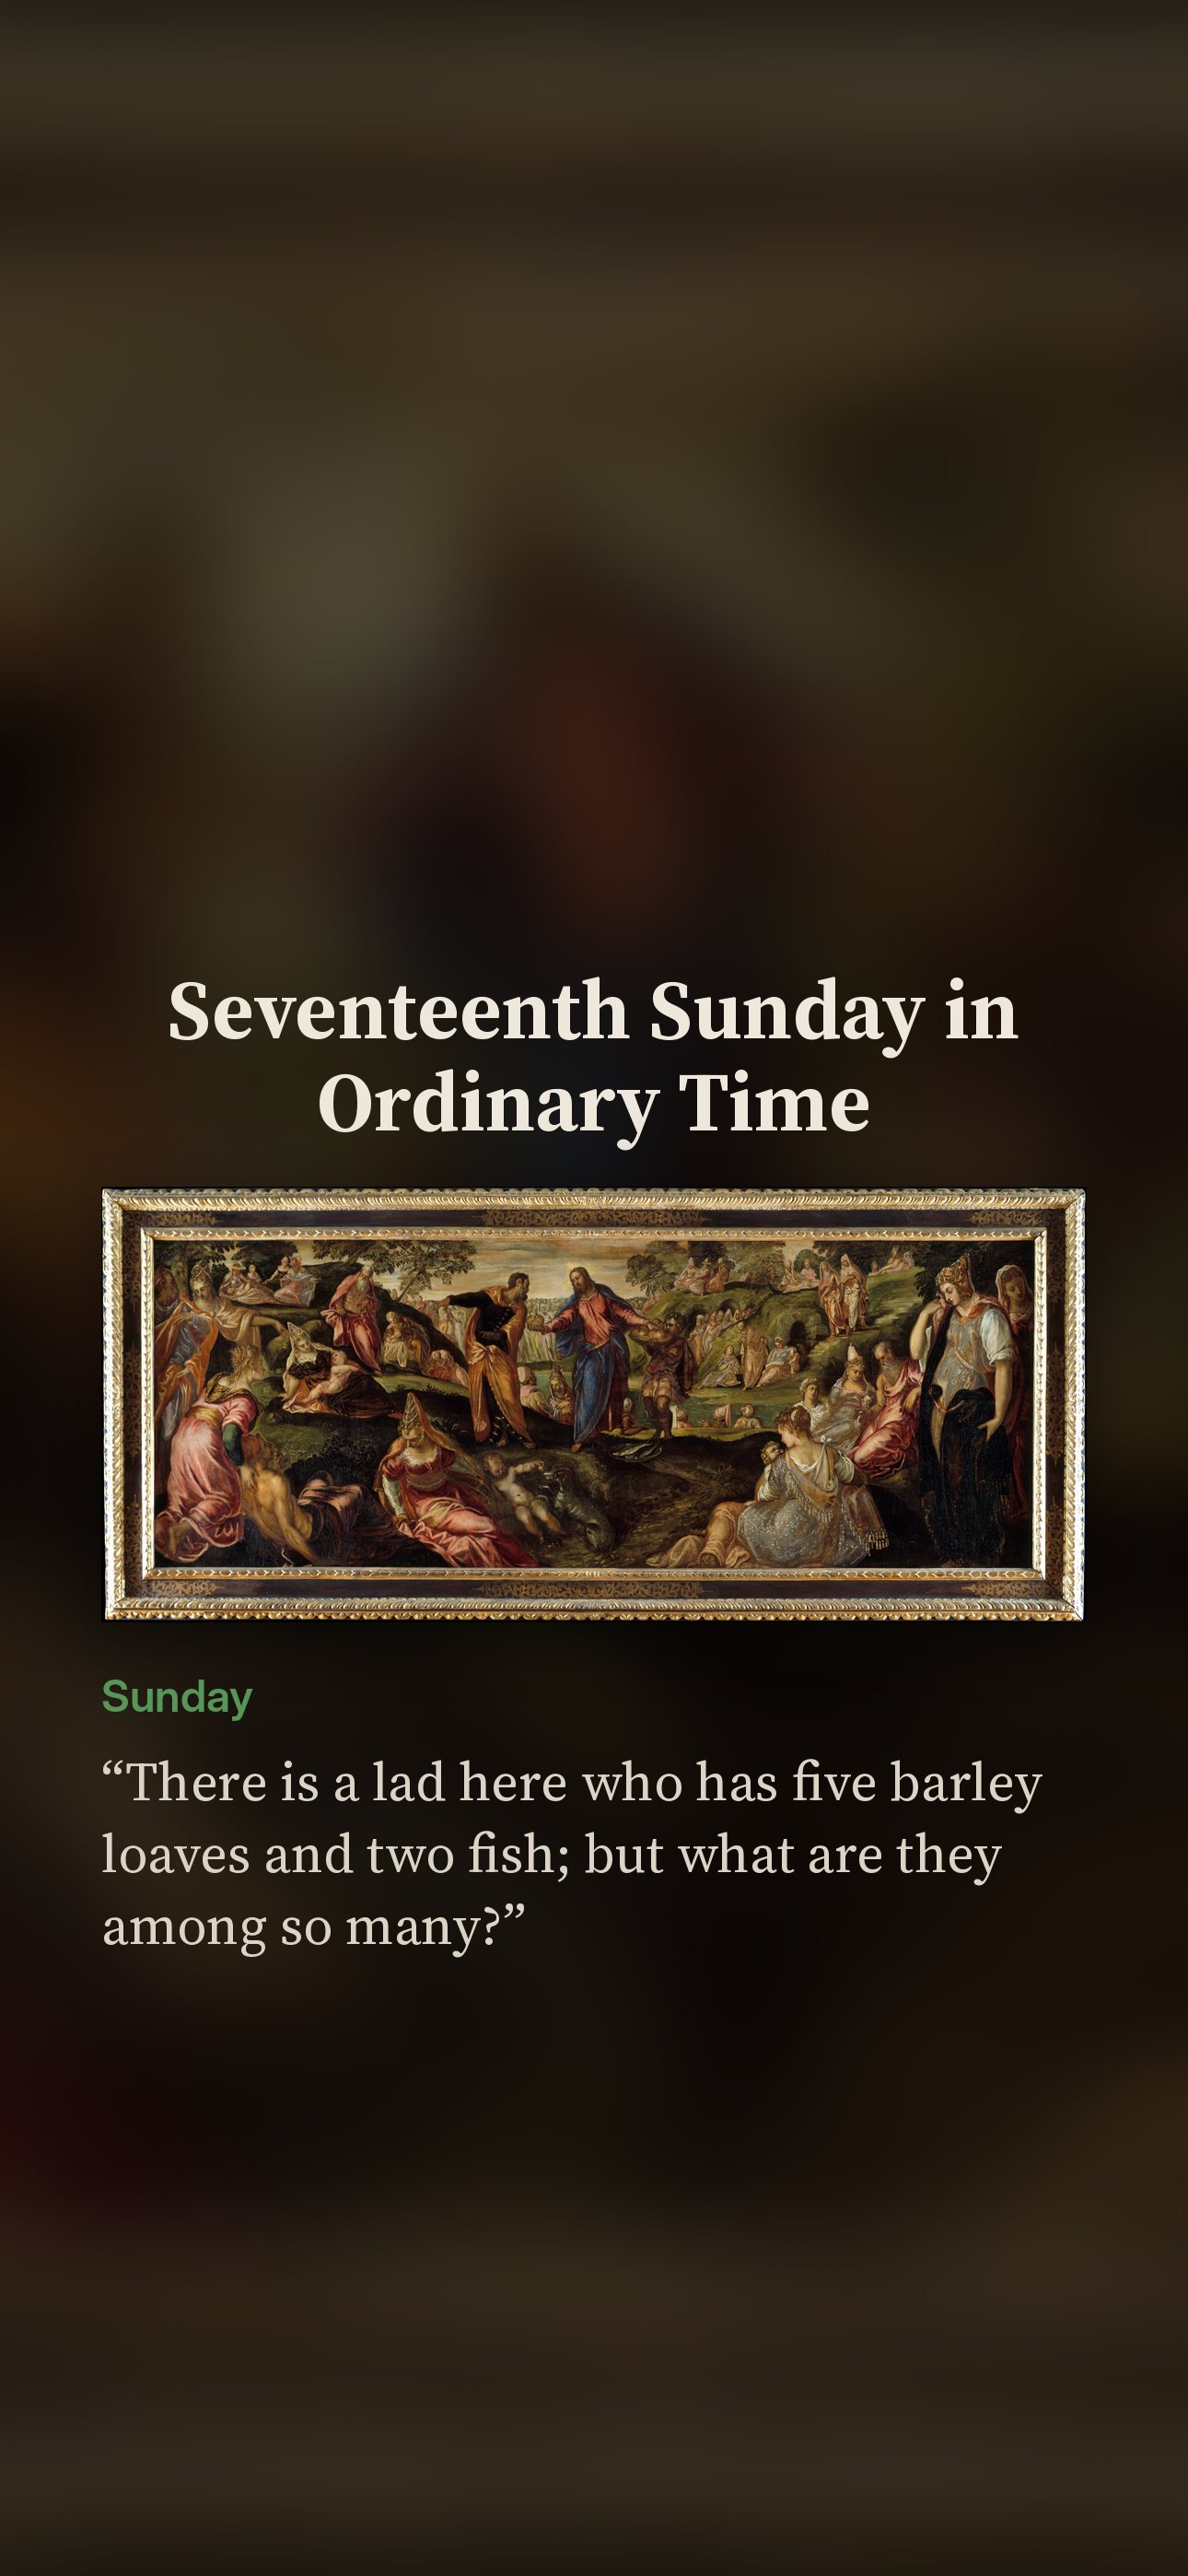 Seventeenth Sunday in
Ordinary Time
Sunday
“There is a lad here who has five barley
loaves and two fish; but what are they
among so many?”